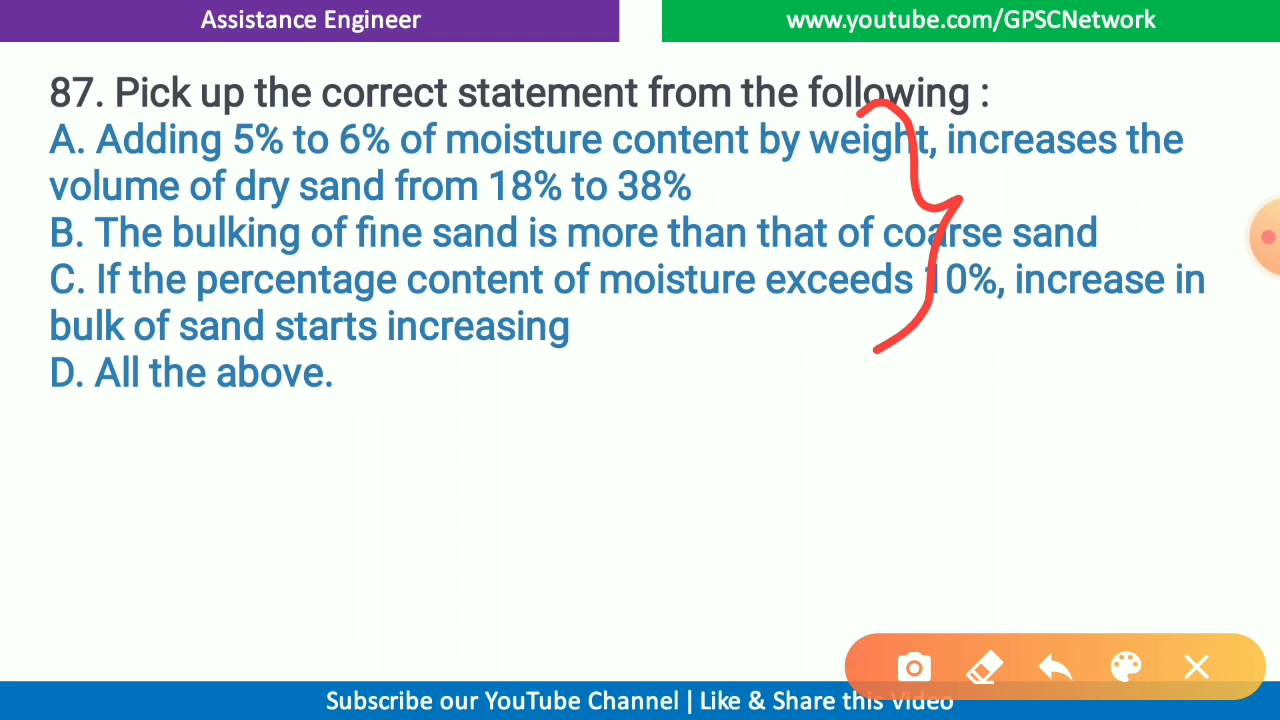 Assistance Engineer
www.youtube.com/GPSCNetwork
87. Pick up the correct statement from the following :
A. Adding 5% to 6% of moisture content by weight, increases the
volume of dry sand from 18% to 38%
B. The bulking of fine sand is more than that of coarse sand
C. If the percentage content of moisture exceeds 10%, increase in
bulk of sand starts increasing
D. All the above.
Subscribe our YouTube Channel | Like & Share this Video